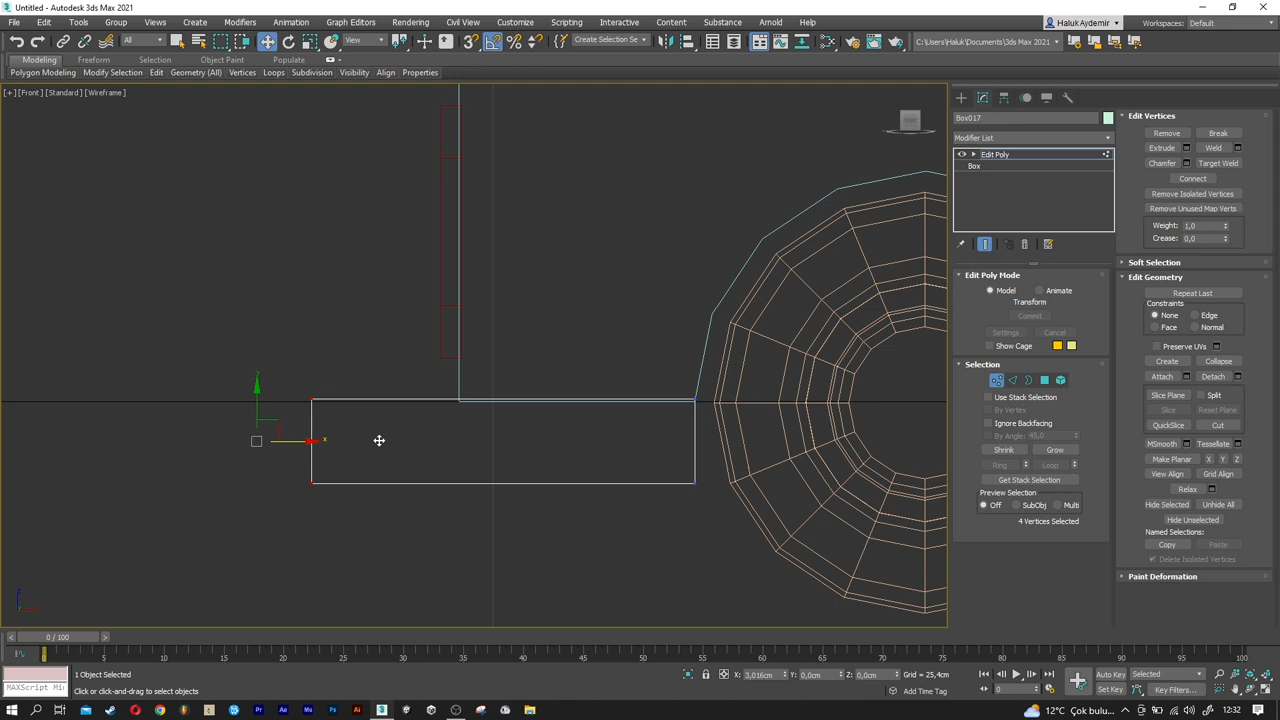 Untitled - Autodesk 3ds Max 2021
File Edit Tools Group Views Create Modifiers Animation Graph Editors Rendering Civil View Customize Scripting Interactive Content Substance Arnold Help
Haluk Aydemir Workspaces: Default
All View Create Selection Se C:\Users\Haluk\Documents\3ds Max 2021
Modeling Freeform Selection Object Paint Populate
Polygon Modeling Modify Selection Edit Geometry (All) Vertices Loops Subdivision Visibility Align Properties
[+] [Front] [Standard] [Wireframe]
FRONT
y
x
z
Box017
Modifier List
Edit Poly
Box
Edit Poly Mode
Model Animate
Transform
Commit
Settings Cancel
Show Cage
Selection
Use Stack Selection
By Vertex
Ignore Backfacing
By Angle: 45,0
Shrink Grow
Ring Loop
Get Stack Selection
Preview Selection
Off SubObj Multi
4 Vertices Selected
Edit Vertices
Remove Break
Extrude Weld
Chamfer Target Weld
Connect
Remove Isolated Vertices
Remove Unused Map Verts
Weight: 1,0
Crease: 0,0
Soft Selection
Edit Geometry
Repeat Last
Constraints
None Edge
Face Normal
Preserve UVs
Create Collapse
Attach Detach
Slice Plane Split
Slice Reset Plane
QuickSlice Cut
MSmooth Tessellate
Make Planar X Y Z
View Align Grid Align
Relax
Hide Selected Unhide All
Hide Unselected
Named Selections:
Copy Paste
Delete Isolated Vertices
Paint Deformation
0 / 100
0 5 10 15 20 25 30 35 40 45 50 55 60 65 70 75 80 85 90 95 100
MAXScript Mi
1 Object Selected
Click or click-and-drag to select objects
X: 3,016cm Y: 0,0cm Z: 0,0cm Grid = 25,4cm
Add Time Tag
0
Auto Key Selected
Set Key Key Filters...
12°C Çok bulu... 12:32